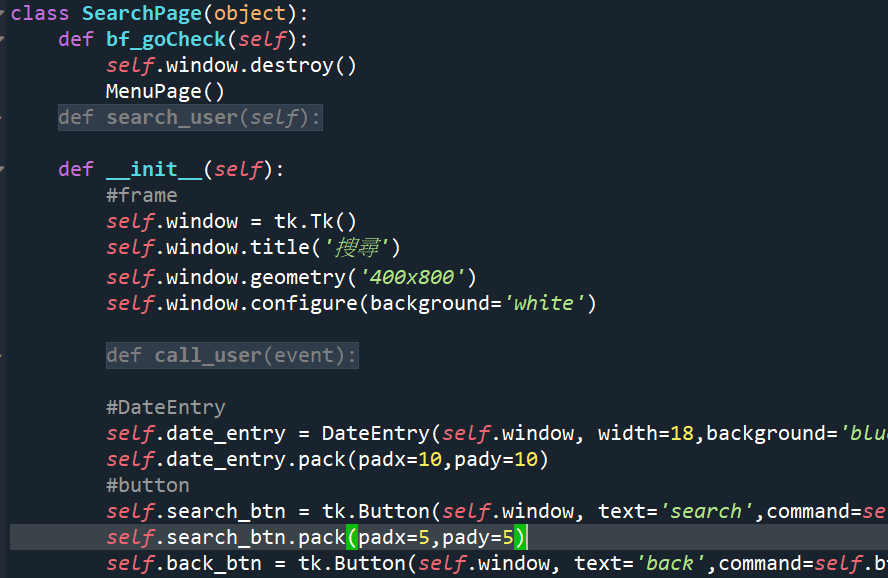 class SearchPage(object):
def bf_goCheck(self):
self.window.destroy()
MenuPage()
def search_user(self):
def __init__(self):
#frame
self.window = tk.Tk()
self.window.title('搜尋')
self.window.geometry('400x800')
self.window.configure(background='white')
def call_user(event):
#DateEntry
self.date_entry = DateEntry(self.window, width=18,background='blu
self.date_entry.pack(padx=10,pady=10)
#button
self.search_btn = tk.Button(self.window, text='search',command=se
self.search_btn.pack(padx=5,pady=5)
self.back_btn = tk.Button(self.window, text='back',command=self.b